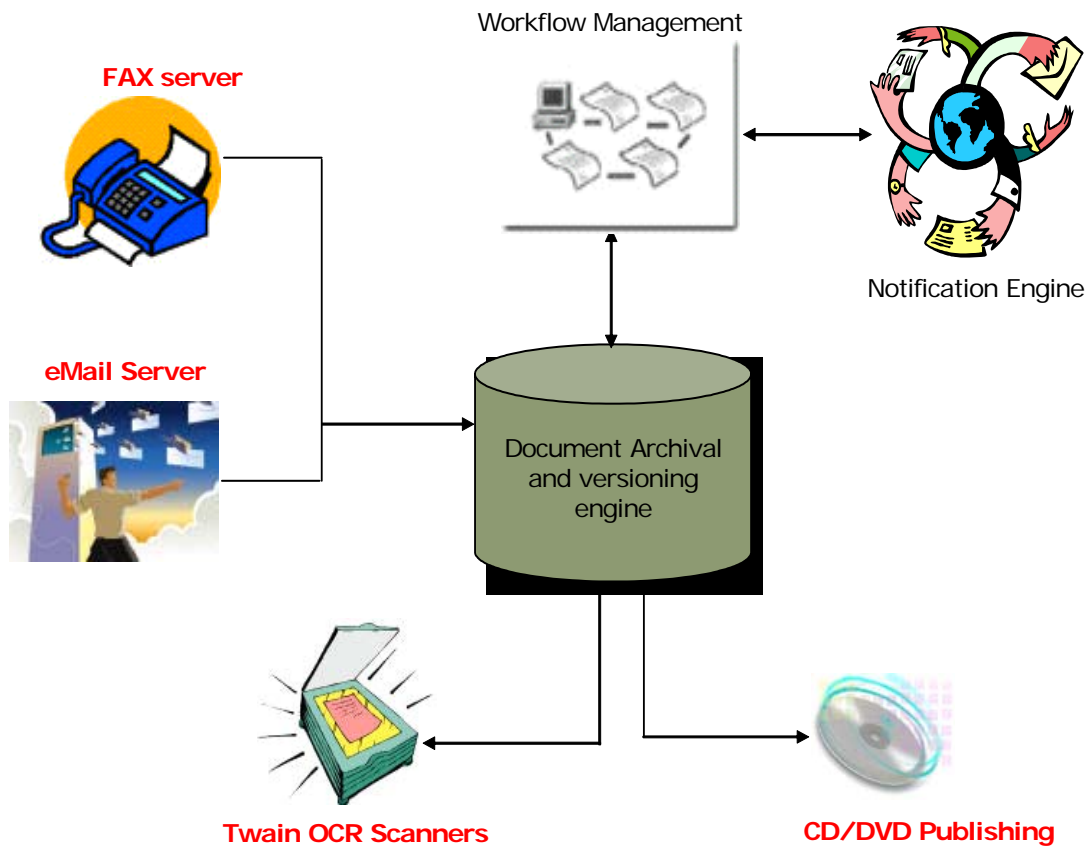 Workflow Management
FAX server
Notification Engine
eMail Server
Document Archival
and versioning
engine
Twain OCR Scanners
CD/DVD Publishing